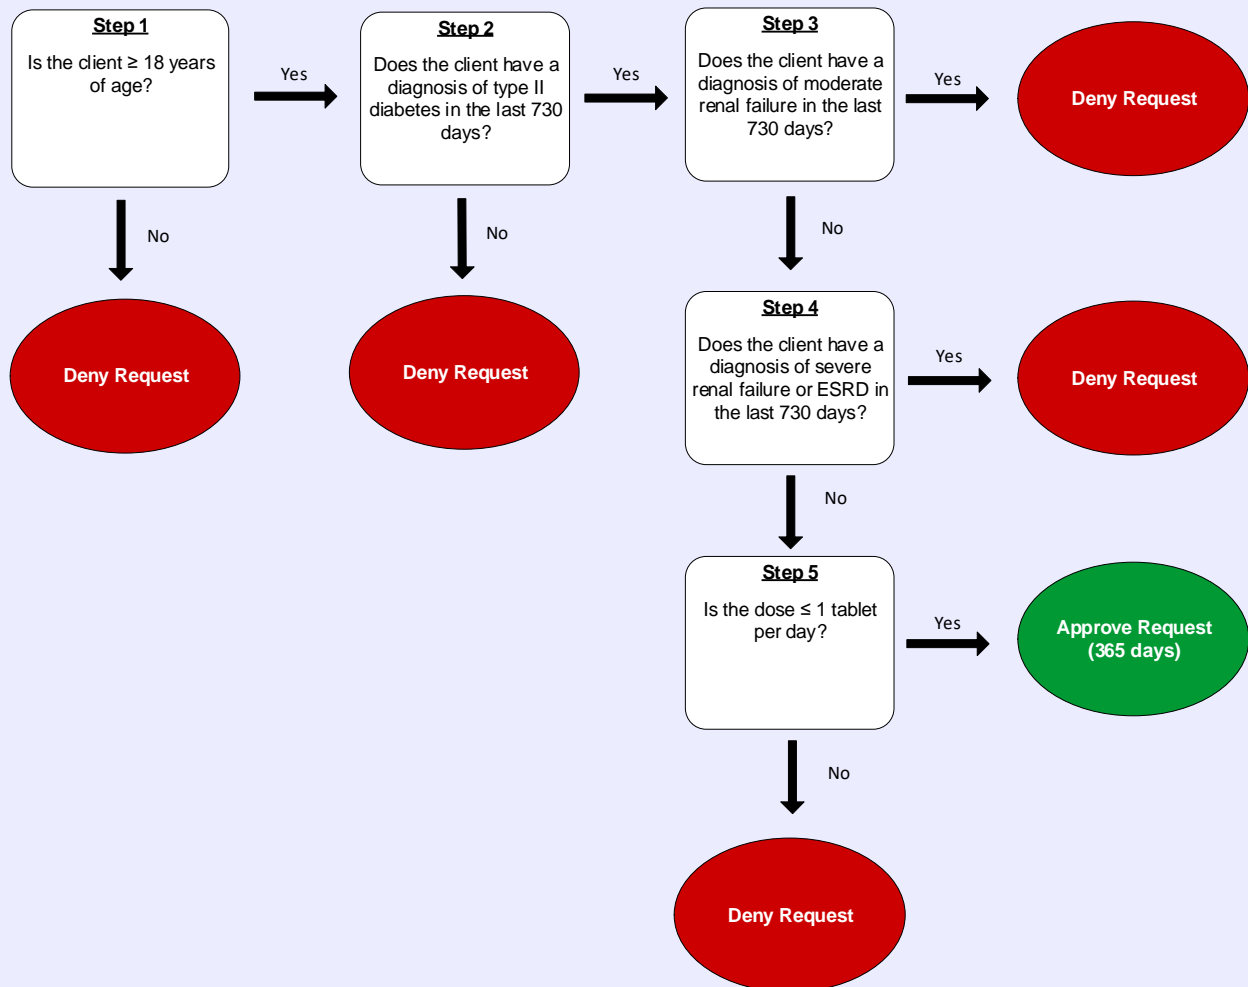 Step 1
Is the client ≥ 18 years
of age?
Yes
No
Deny Request
Step 2
Does the client have a
diagnosis of type II
diabetes in the last 730
days?
Yes
No
Deny Request
Step 3
Does the client have a
diagnosis of moderate
renal failure in the last
730 days?
Yes
Deny Request
No
Step 4
Does the client have a
diagnosis of severe
renal failure or ESRD in
the last 730 days?
Yes
Deny Request
No
Step 5
Is the dose ≤ 1 tablet
per day?
Yes
Approve Request
(365 days)
No
Deny Request